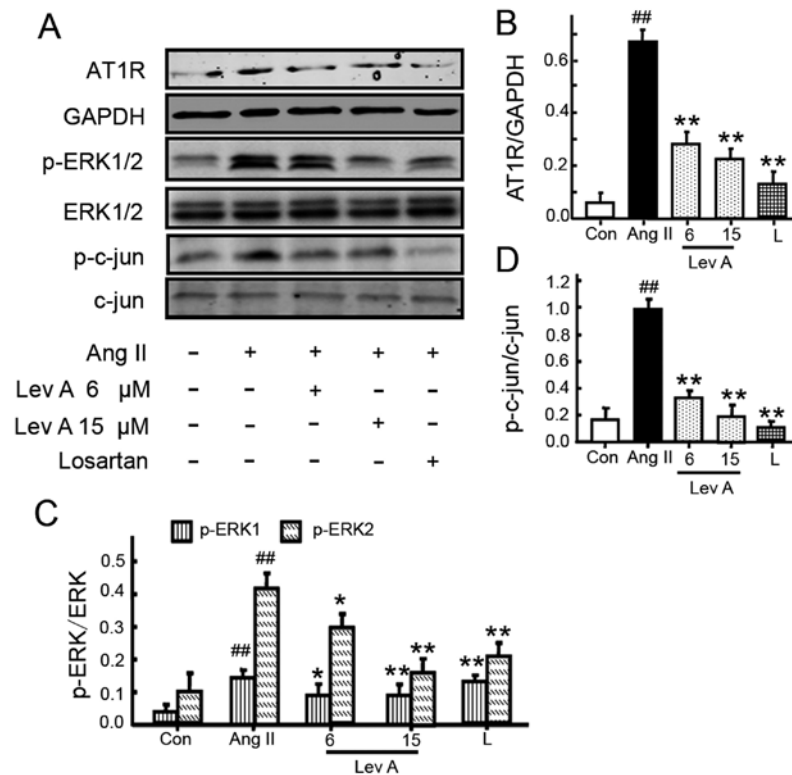 A
AT1R
GAPDH
p-ERK1/2
ERK1/2
p-c-jun
c-jun
Ang II – + + + +
Lev A 6 μM – – + – –
Lev A 15 μM – – – + –
Losartan – – – – +
B
AT1R/GAPDH
0.6
0.4
0.2
0.0
##
**
**
**
Con Ang II 6 15 L
Lev A
D
p-c-jun/c-jun
1.2
1.0
0.8
0.6
0.4
0.2
0.0
##
**
**
**
Con Ang II 6 15 L
Lev A
C
p-ERK1 p-ERK2
p-ERK/ERK
0.5
0.4
0.3
0.2
0.1
0.0
##
##
*
*
**
**
**
**
Con Ang II 6 15 L
Lev A